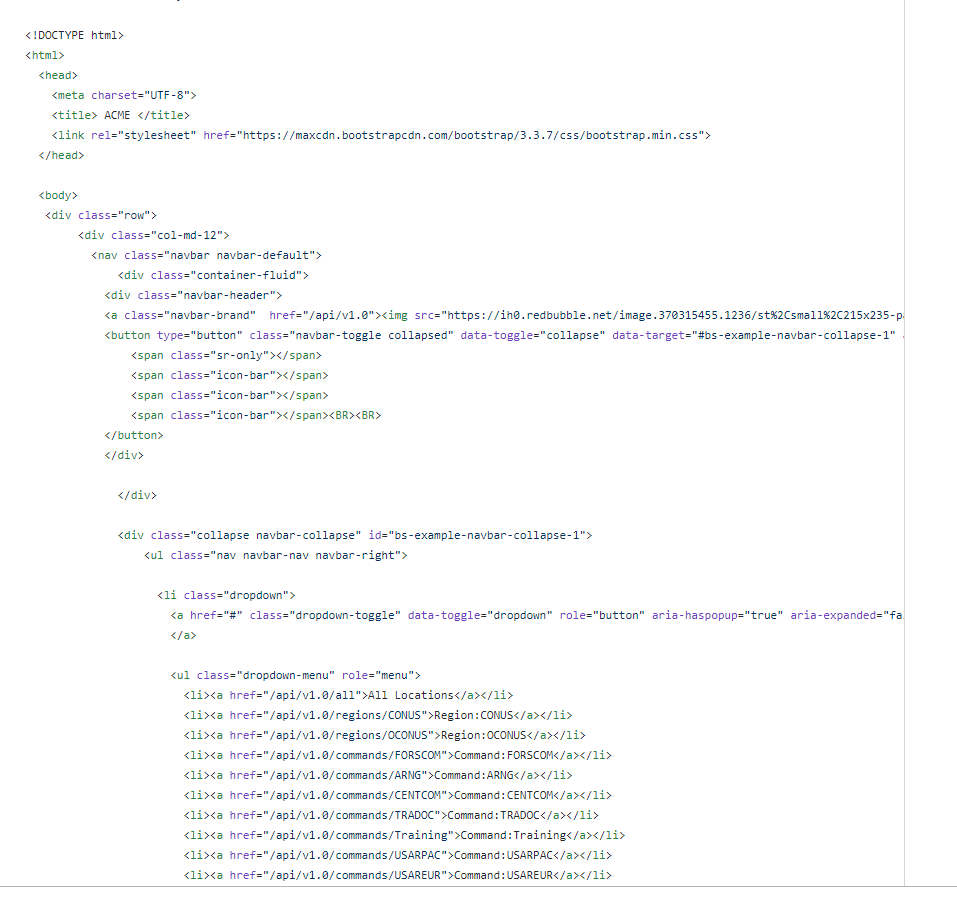 <!DOCTYPE html>
<html>
<head>
<meta charset="UTF-8">
<title> ACME </title>
<link rel="stylesheet" href="https://maxcdn.bootstrapcdn.com/bootstrap/3.3.7/css/bootstrap.min.css">
</head>
<body>
<div class="row">
<div class="col-md-12">
<nav class="navbar navbar-default">
<div class="container-fluid">
<div class="navbar-header">
<a class="navbar-brand"  href="/api/v1.0"><img src="https://ih0.redbubble.net/image.370315455.1236/st%2Csmall%2C215x235-p
<button type="button" class="navbar-toggle collapsed" data-toggle="collapse" data-target="#bs-example-navbar-collapse-1"
<span class="sr-only"></span>
<span class="icon-bar"></span>
<span class="icon-bar"></span>
<span class="icon-bar"></span><BR><BR>
</button>
</div>
</div>
<div class="collapse navbar-collapse" id="bs-example-navbar-collapse-1">
<ul class="nav navbar-nav navbar-right">
<li class="dropdown">
<a href="#" class="dropdown-toggle" data-toggle="dropdown" role="button" aria-haspopup="true" aria-expanded="fa
</a>
<ul class="dropdown-menu" role="menu">
<li><a href="/api/v1.0/all">All Locations</a></li>
<li><a href="/api/v1.0/regions/CONUS">Region:CONUS</a></li>
<li><a href="/api/v1.0/regions/OCONUS">Region:OCONUS</a></li>
<li><a href="/api/v1.0/commands/FORSCOM">Command:FORSCOM</a></li>
<li><a href="/api/v1.0/commands/ARNG">Command:ARNG</a></li>
<li><a href="/api/v1.0/commands/CENTCOM">Command:CENTCOM</a></li>
<li><a href="/api/v1.0/commands/TRADOC">Command:TRADOC</a></li>
<li><a href="/api/v1.0/commands/Training">Command:Training</a></li>
<li><a href="/api/v1.0/commands/USARPAC">Command:USARPAC</a></li>
<li><a href="/api/v1.0/commands/USAREUR">Command:USAREUR</a></li>